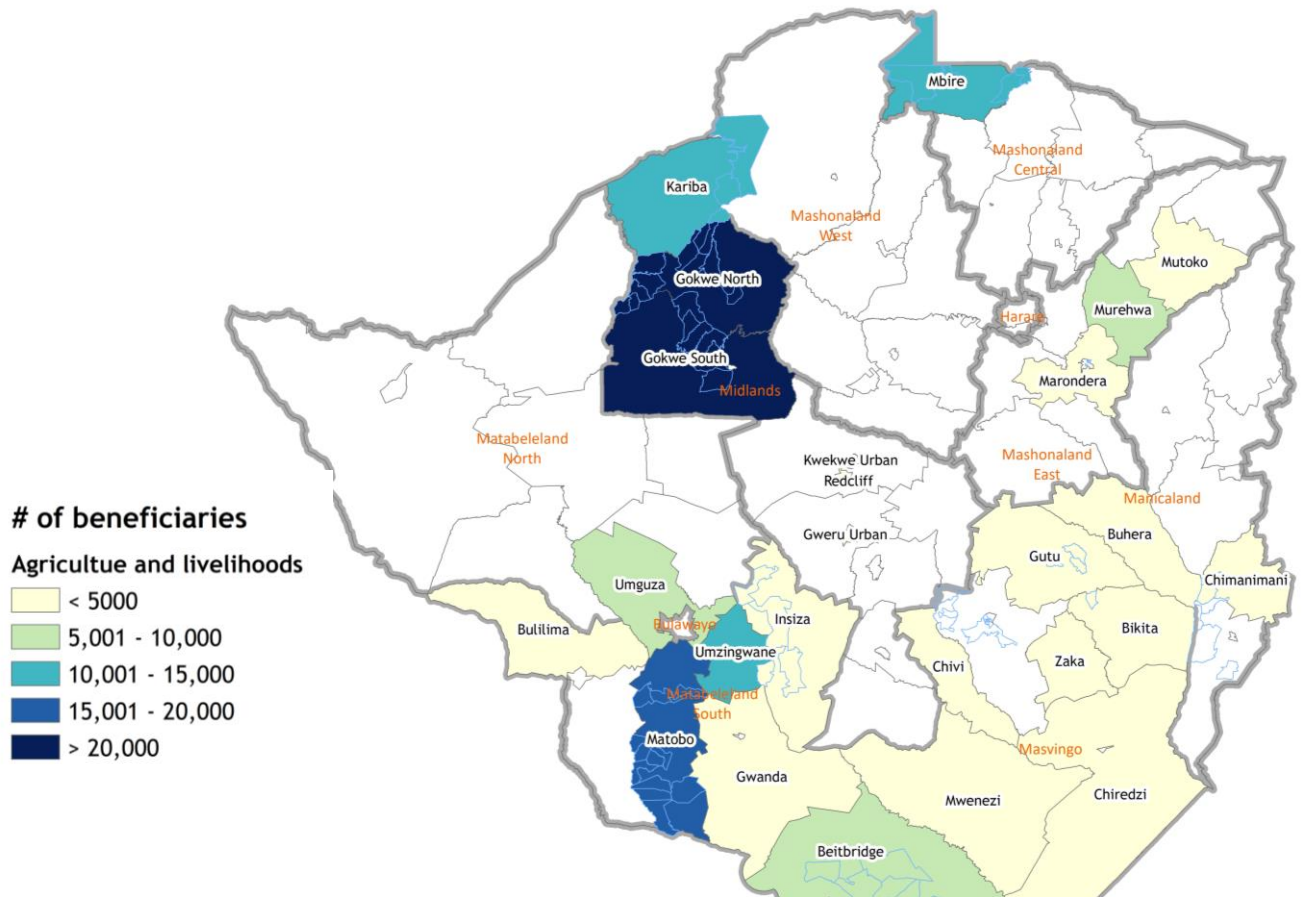 Mbire
Mashonaland
Central
Kariba
Mashonaland
West
Mutoko
Gokwe North
Murehwa
Harare
Gokwe South
Marondera
Midlands
Matabeleland
North
Mashonaland
East
Kwekwe Urban
Redcliff
Manicaland
Gweru Urban
Buhera
Gutu
Chimanimani
Umguza
Insiza
Bikita
Bulilima
Bulawayo
Umzingwane
Chivi
Zaka
Matabeleland
South
Matobo
Masvingo
Gwanda
Mwenezi
Chiredzi
Beitbridge
# of beneficiaries
Agricultue and livelihoods
< 5000
5,001 - 10,000
10,001 - 15,000
15,001 - 20,000
> 20,000